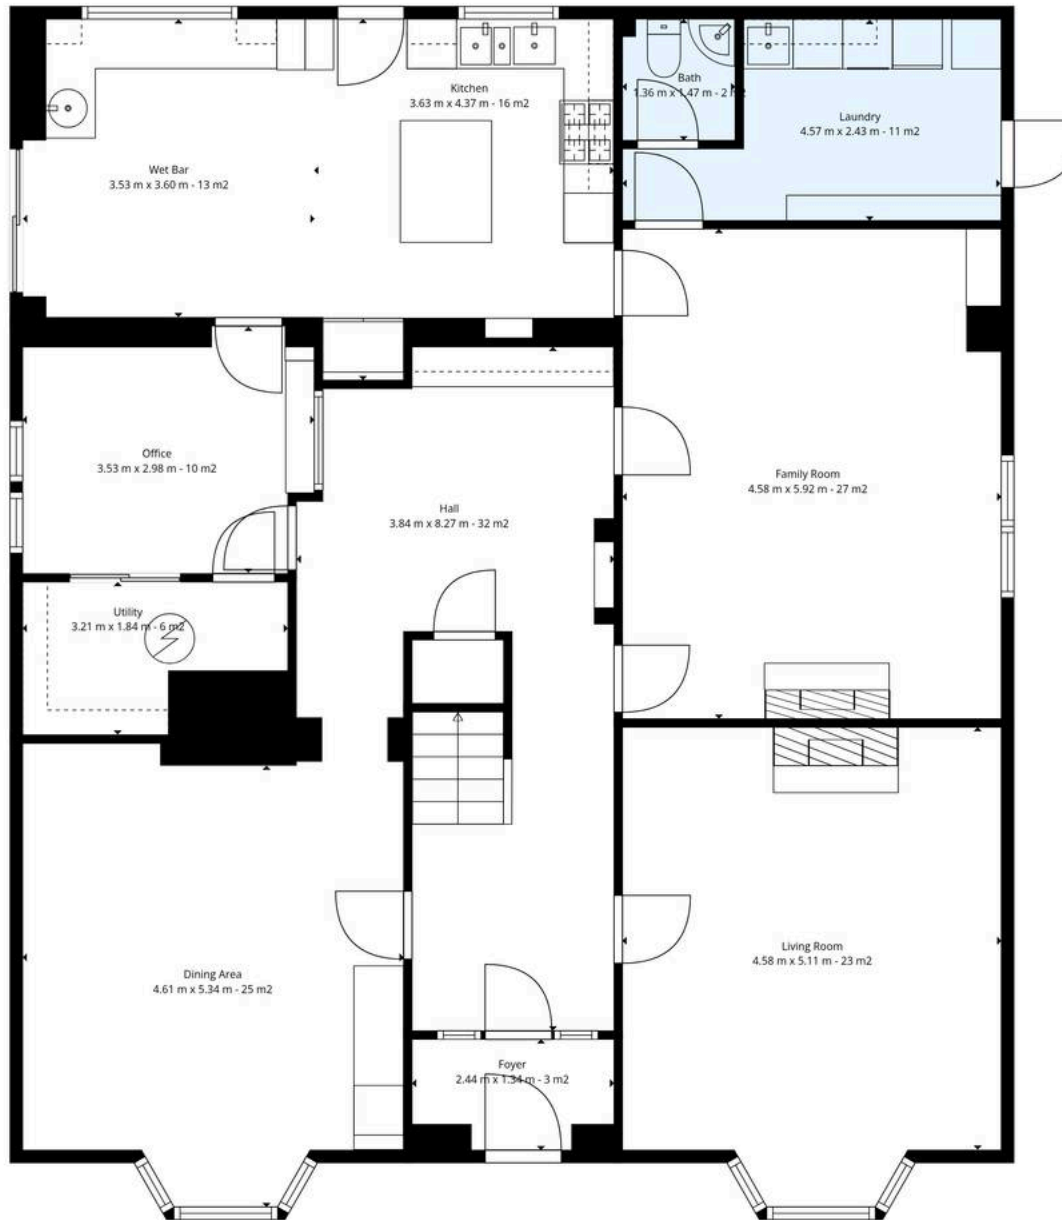 Kitchen
3.63 m x 4.37 m - 16 m2
Bath
1.36 m x 1.47 m - 2 m2
Laundry
4.57 m x 2.43 m - 11 m2
Wet Bar
3.53 m x 3.60 m - 13 m2
Office
3.53 m x 2.98 m - 10 m2
Hall
3.84 m x 8.27 m - 32 m2
Family Room
4.58 m x 5.92 m - 27 m2
Utility
3.21 m x 1.84 m - 6 m2
Living Room
4.58 m x 5.11 m - 23 m2
Dining Area
4.61 m x 5.34 m - 25 m2
Foyer
2.44 m x 1.34 m - 3 m2